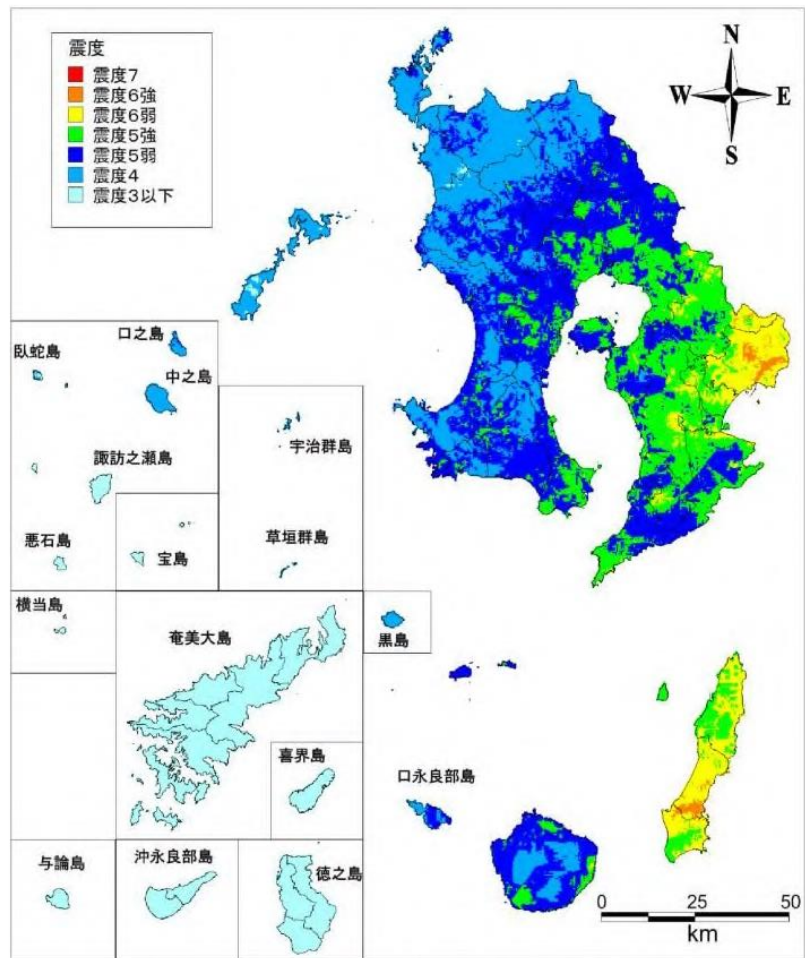 震度
震度7
震度6強
震度6弱
震度5強
震度5弱
震度4
震度3以下
N
W
E
S
口之島
臥蛇島
中之島
宇治群島
諏訪之瀬島
悪石島
宝島
草垣群島
横当島
奄美大島
黒島
喜界島
口永良部島
与論島
沖永良部島
徳之島
0 25 50
km